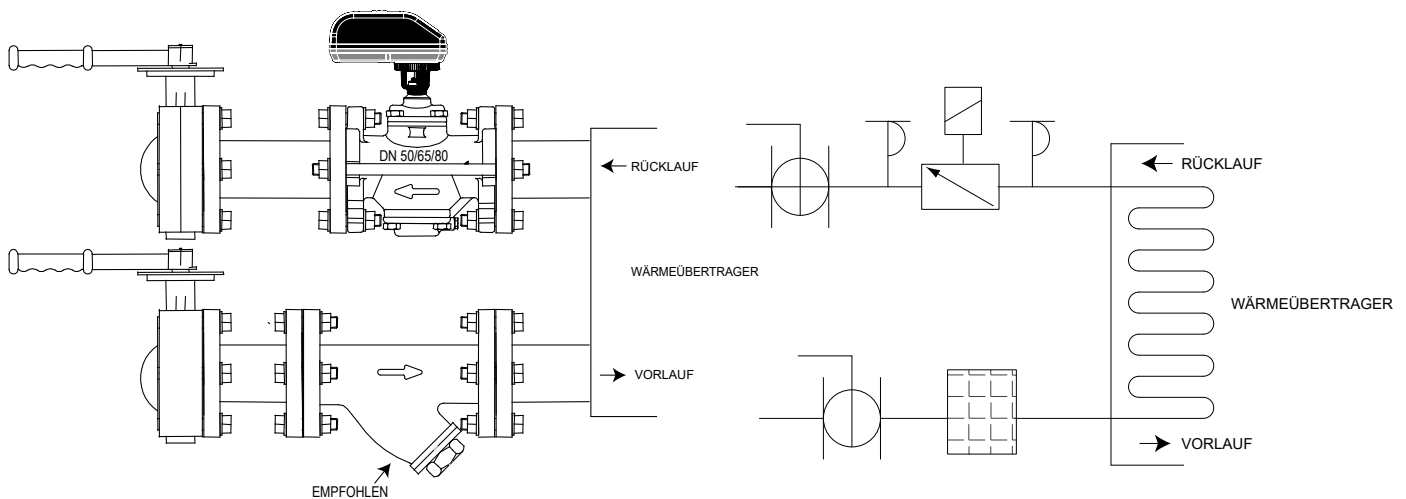 DN 50/65/80
RÜCKLAUF
WÄRMEÜBERTRAGER
VORLAUF
EMPFOHLEN
RÜCKLAUF
WÄRMEÜBERTRAGER
VORLAUF